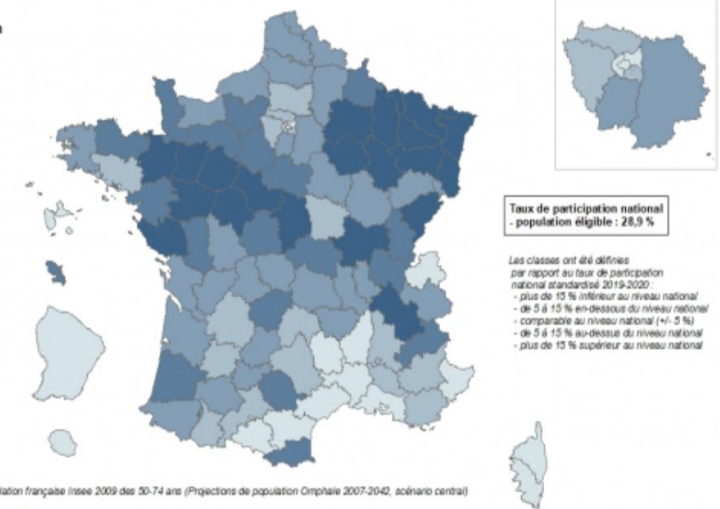 Taux de participation national
- population éligible : 28,9 %
Les classes ont été définies
par rapport au taux de participation
national standardisé 2019-2020 :
- plus de 15 % inférieur au niveau national
- de 5 à 15 % en-dessous du niveau national
- comparable au niveau national (+/- 5 %)
- de 5 à 15 % au-dessus du niveau national
- plus de 15 % supérieur au niveau national
lation française Insee 2009 des 50-74 ans (Projections de population Omphale 2007-2042, scénario central)